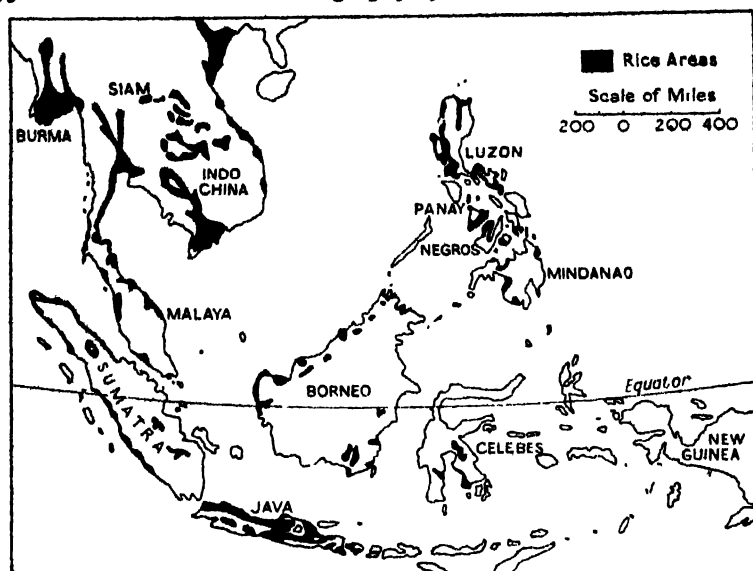 Rice Areas
Scale of Miles
200 0 200 400
SIAM
BURMA
INDO
CHINA
LUZON
PANAY
NEGROS
MINDANAO
MALAYA
SUMATRA
BORNEO
Equator
CELEBES
NEW
GUINEA
JAVA